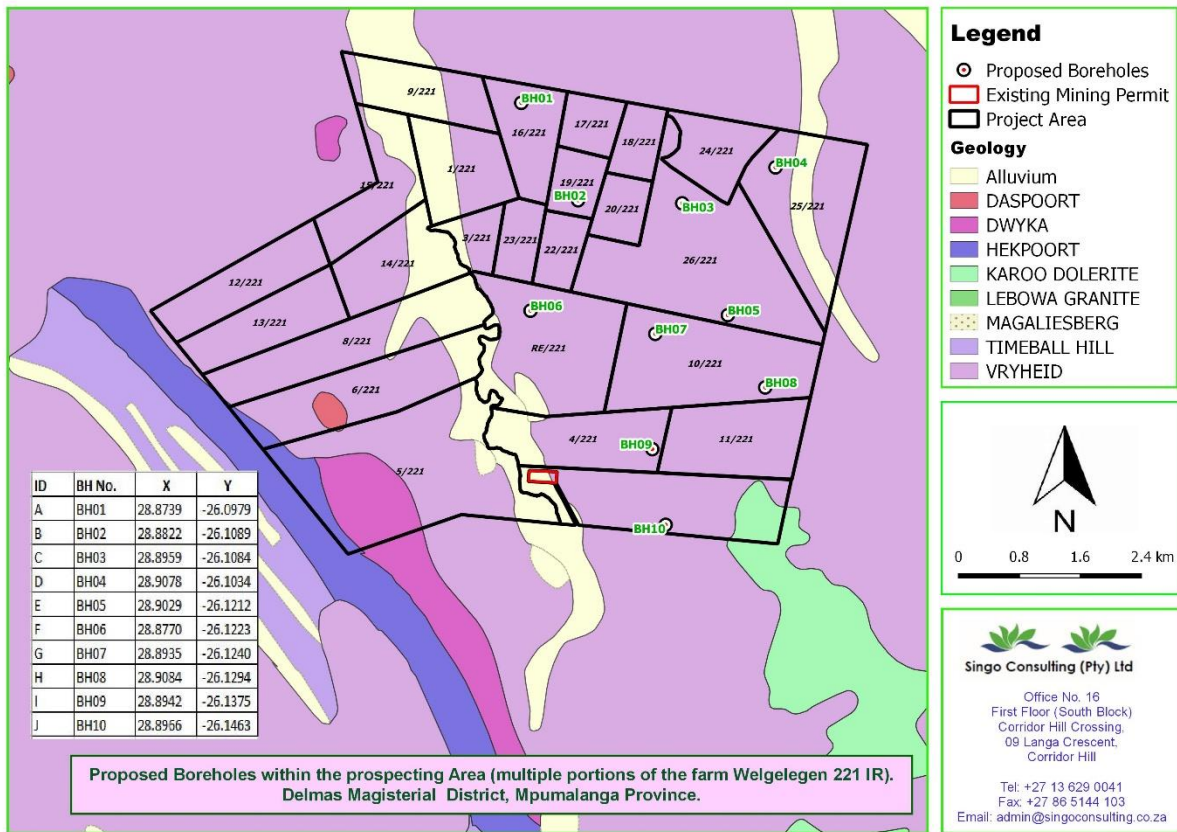 9/221
BH01
16/221
17/221
18/221
24/221
BH04
1/221
15/221
19/221
BH02
20/221
BH03
25/221
3/221
23/221
22/221
26/221
14/221
12/221
13/221
BH06
BH05
8/221
RE/221
BH07
10/221
6/221
BH08
4/221
BH09
11/221
5/221
BH10
ID BH No. X Y
A BH01 28.8739 -26.0979
B BH02 28.8822 -26.1089
C BH03 28.8959 -26.1084
D BH04 28.9078 -26.1034
E BH05 28.9029 -26.1212
F BH06 28.8770 -26.1223
G BH07 28.8935 -26.1240
H BH08 28.9084 -26.1294
I BH09 28.8942 -26.1375
J BH10 28.8966 -26.1463
Proposed Boreholes within the prospecting Area (multiple portions of the farm Welgelegen 221 IR).
Delmas Magisterial District, Mpumalanga Province.
Legend
Proposed Boreholes
Existing Mining Permit
Project Area
Geology
Alluvium
DASPOORT
DWYKA
HEKPOORT
KAROO DOLERITE
LEBOWA GRANITE
MAGALIESBERG
TIMEBALL HILL
VRYHEID
N
0 0.8 1.6 2.4 km
Singo Consulting (Pty) Ltd
Office No. 16
First Floor (South Block)
Corridor Hill Crossing,
09 Langa Crescent,
Corridor Hill
Tel: +27 13 629 0041
Fax: +27 86 5144 103
Email: admin@singoconsulting.co.za